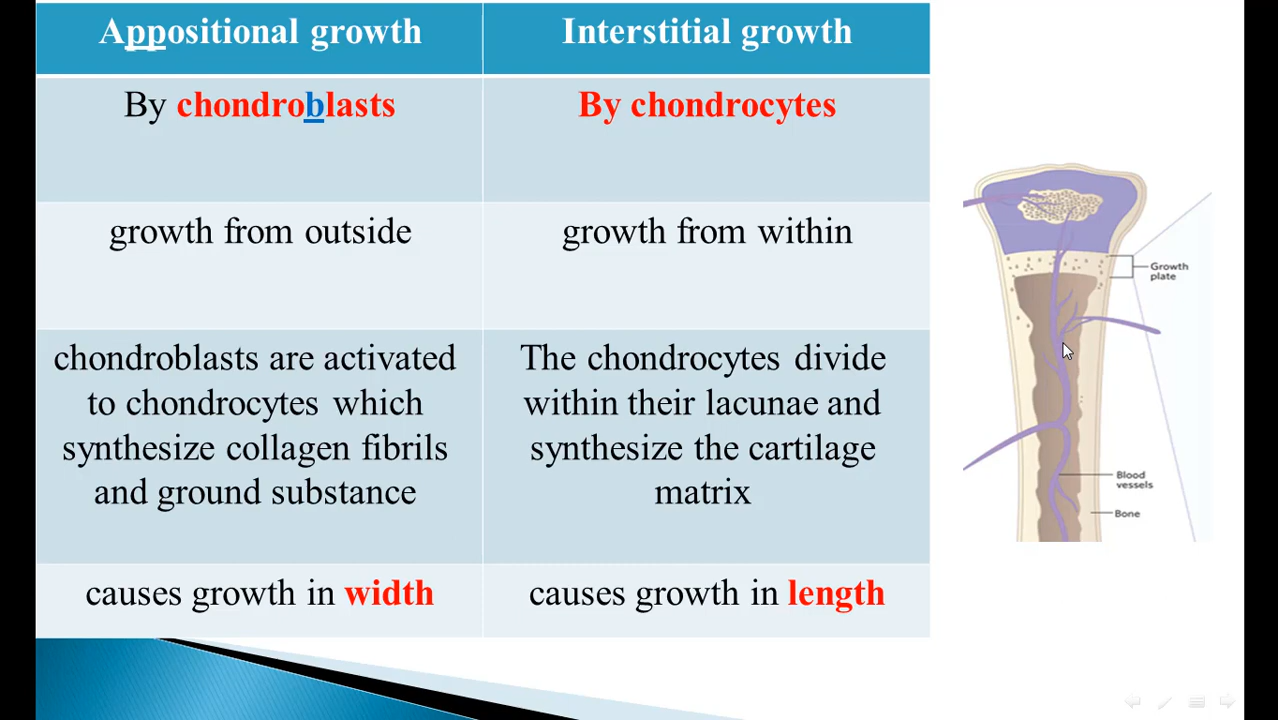 Appositional growth
Interstitial growth
By chondroblasts
By chondrocytes
growth from outside
growth from within
chondroblasts are activated
to chondrocytes which
synthesize collagen fibrils
and ground substance
The chondrocytes divide
within their lacunae and
synthesize the cartilage
matrix
causes growth in width
causes growth in length
Growth
plate
Blood
vessels
Bone